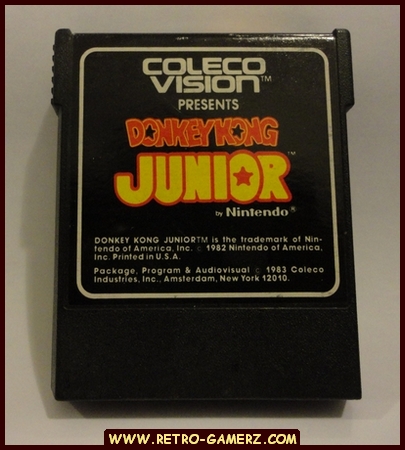 COLECO
VISION™
PRESENTS
DONKEY KONG
JUNIOR™
by Nintendo®
DONKEY KONG JUNIORTM is the trademark of Nin-
tendo of America, Inc. © 1982 Nintendo of America,
Inc. Printed in U.S.A.
Package, Program & Audiovisual © 1983 Coleco
Industries, Inc., Amsterdam, New York 12010.
WWW.RETRO-GAMERZ.COM